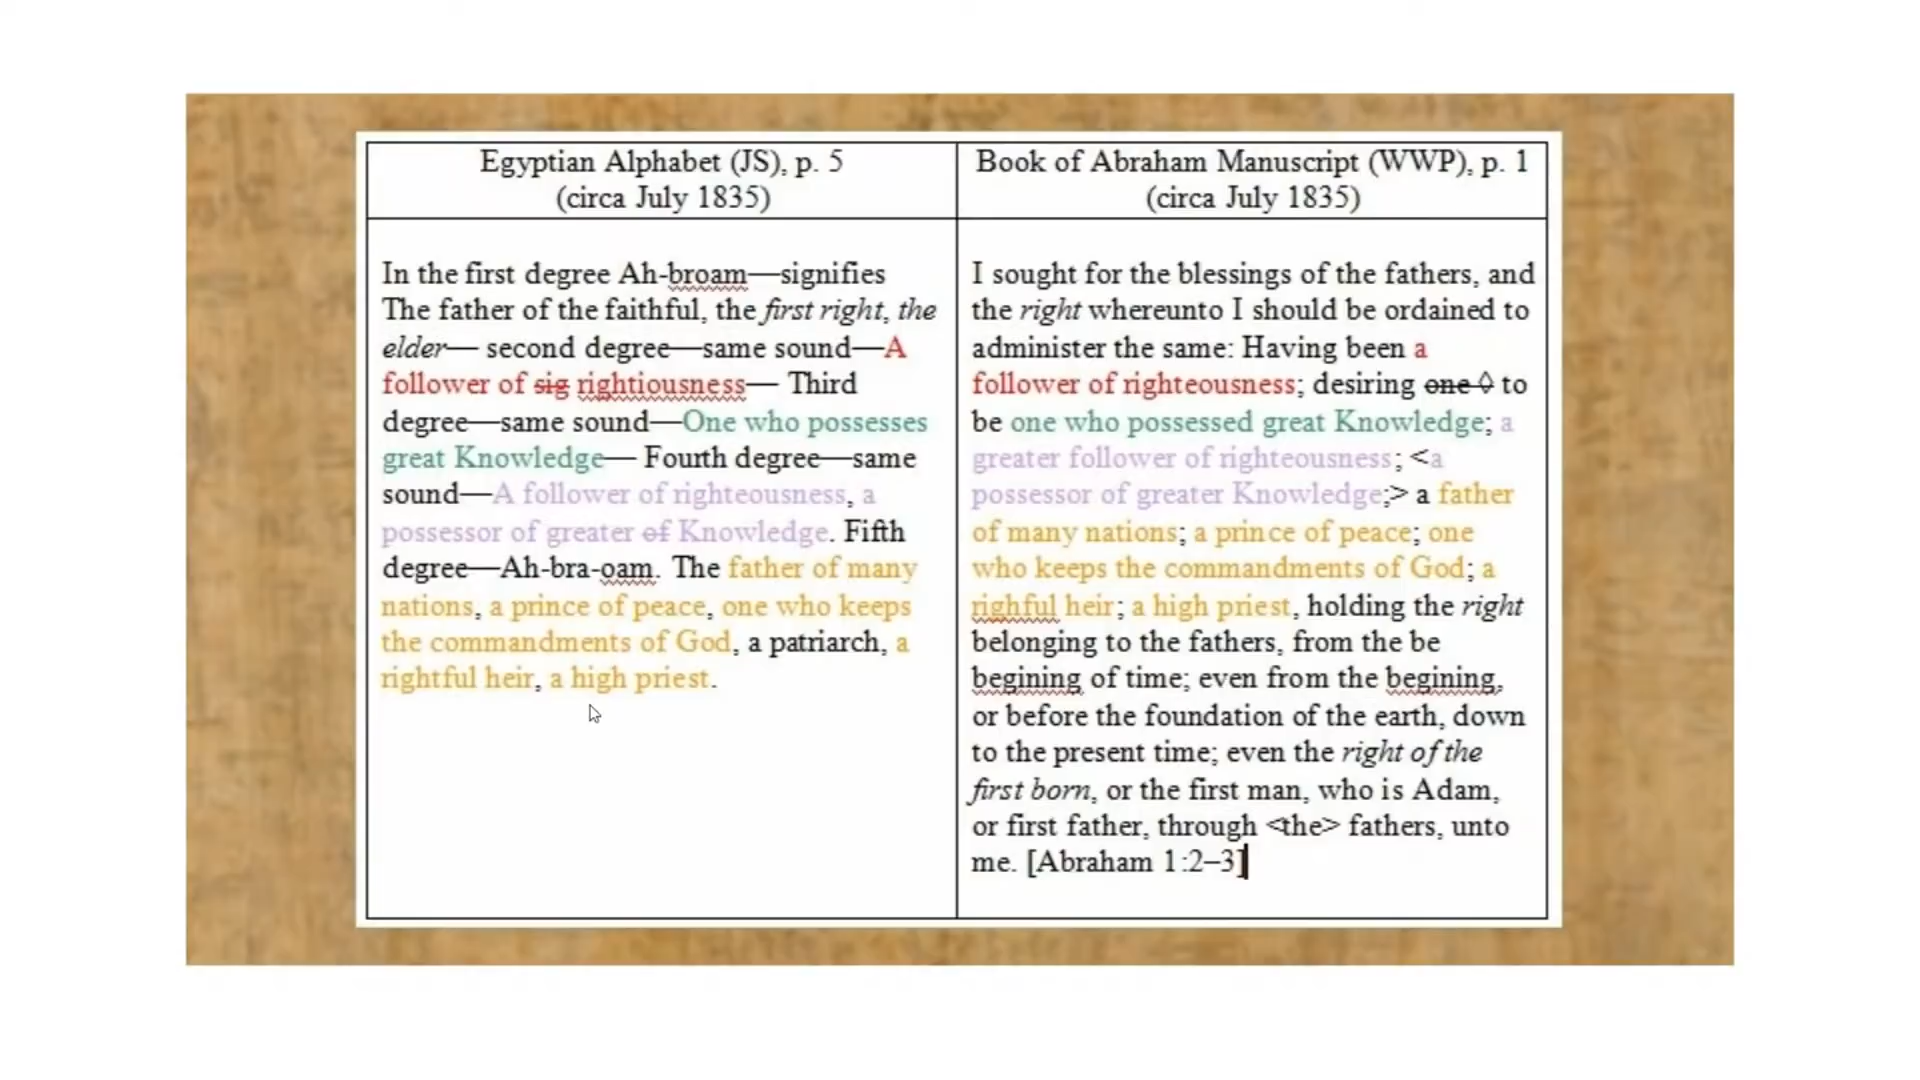 Egyptian Alphabet (JS), p. 5
(circa July 1835)
In the first degree Ah-broam—signifies
The father of the faithful, the first right, the
elder— second degree—same sound—A
follower of sig rightiousness— Third
degree—same sound—One who possesses
great Knowledge— Fourth degree—same
sound—A follower of righteousness, a
possessor of greater of Knowledge. Fifth
degree—Ah-bra-oam. The father of many
nations, a prince of peace, one who keeps
the commandments of God, a patriarch, a
rightful heir, a high priest.
Book of Abraham Manuscript (WWP), p. 1
(circa July 1835)
I sought for the blessings of the fathers, and
the right whereunto I should be ordained to
administer the same: Having been a
follower of righteousness; desiring one ◊ to
be one who possessed great Knowledge; a
greater follower of righteousness; <a
possessor of greater Knowledge;> a father
of many nations; a prince of peace; one
who keeps the commandments of God; a
righful heir; a high priest, holding the right
belonging to the fathers, from the be
begining of time; even from the begining,
or before the foundation of the earth, down
to the present time; even the right of the
first born, or the first man, who is Adam,
or first father, through <the> fathers, unto
me. [Abraham 1:2–3]